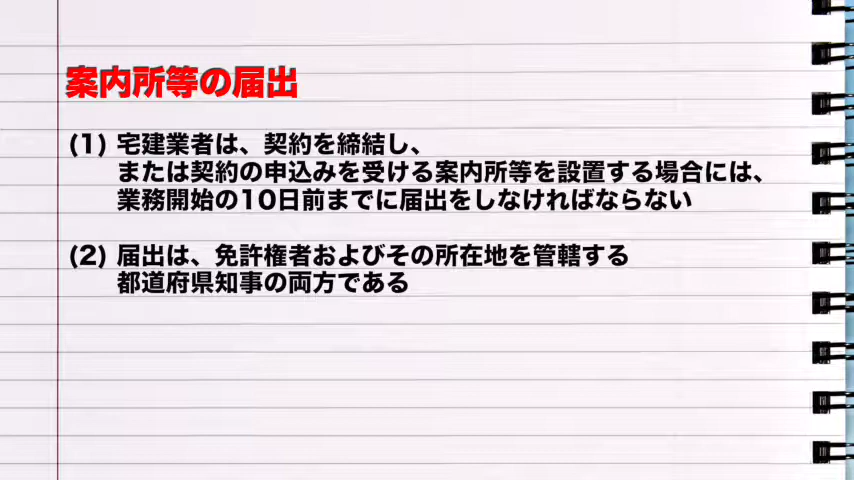 案内所等の届出
(1) 宅建業者は、契約を締結し、
または契約の申込みを受ける案内所等を設置する場合には、
業務開始の10日前までに届出をしなければならない
(2) 届出は、免許権者およびその所在地を管轄する
都道府県知事の両方である